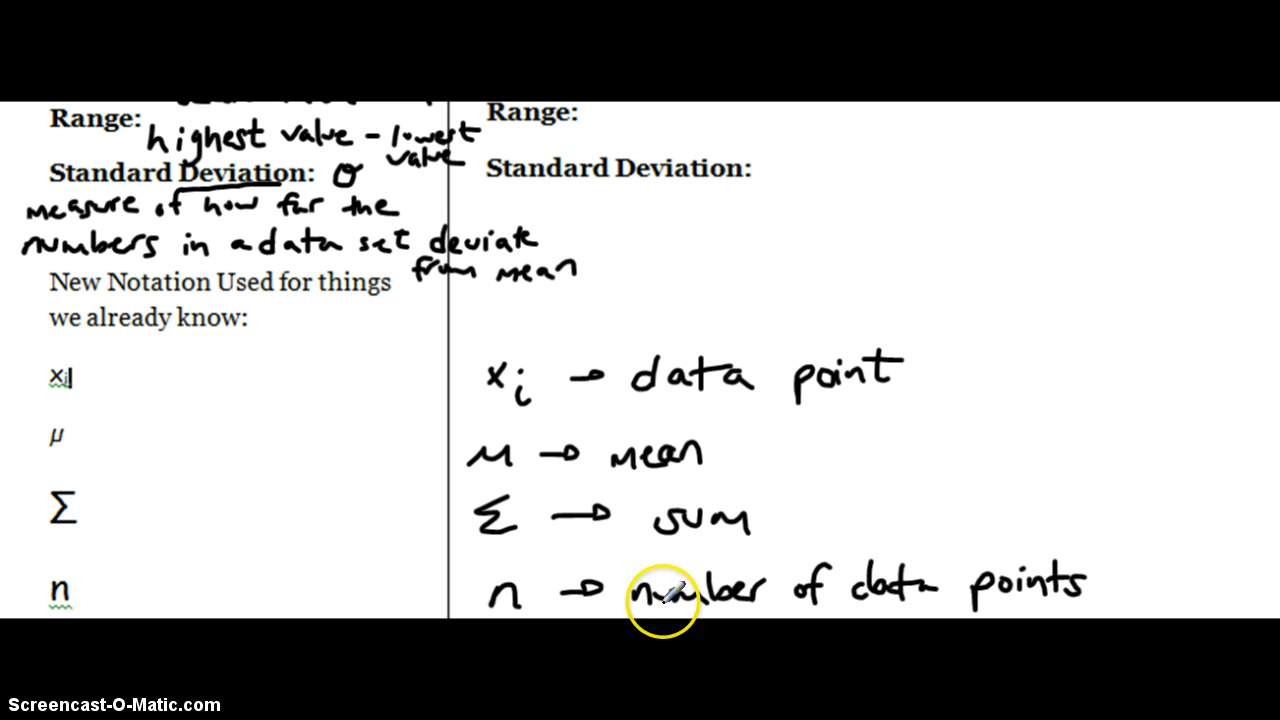 Range: highest value - lowest value
Standard Deviation: σ
measure of how far the
numbers in a data set deviate
from mean
New Notation Used for things
we already know:
xi
μ
Σ
n
Range:
Standard Deviation:
xi → data point
μ → mean
Σ → sum
n → number of data points
Screencast-O-Matic.com